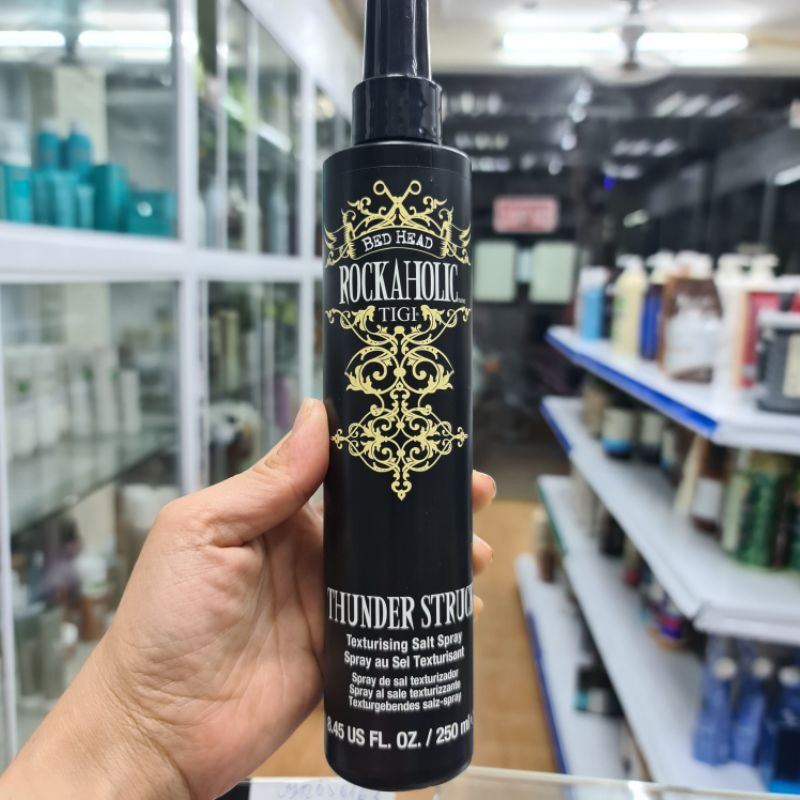 BED HEAD
ROCKAHOLIC
TIGI
THUNDER STRUCK
Texturising Salt Spray
Spray au Sel Texturisant
Spray de sal texturizador
Spray al sale texturizzante
Texturgebendes salz-spray
8.45 US FL. OZ. / 250 ml